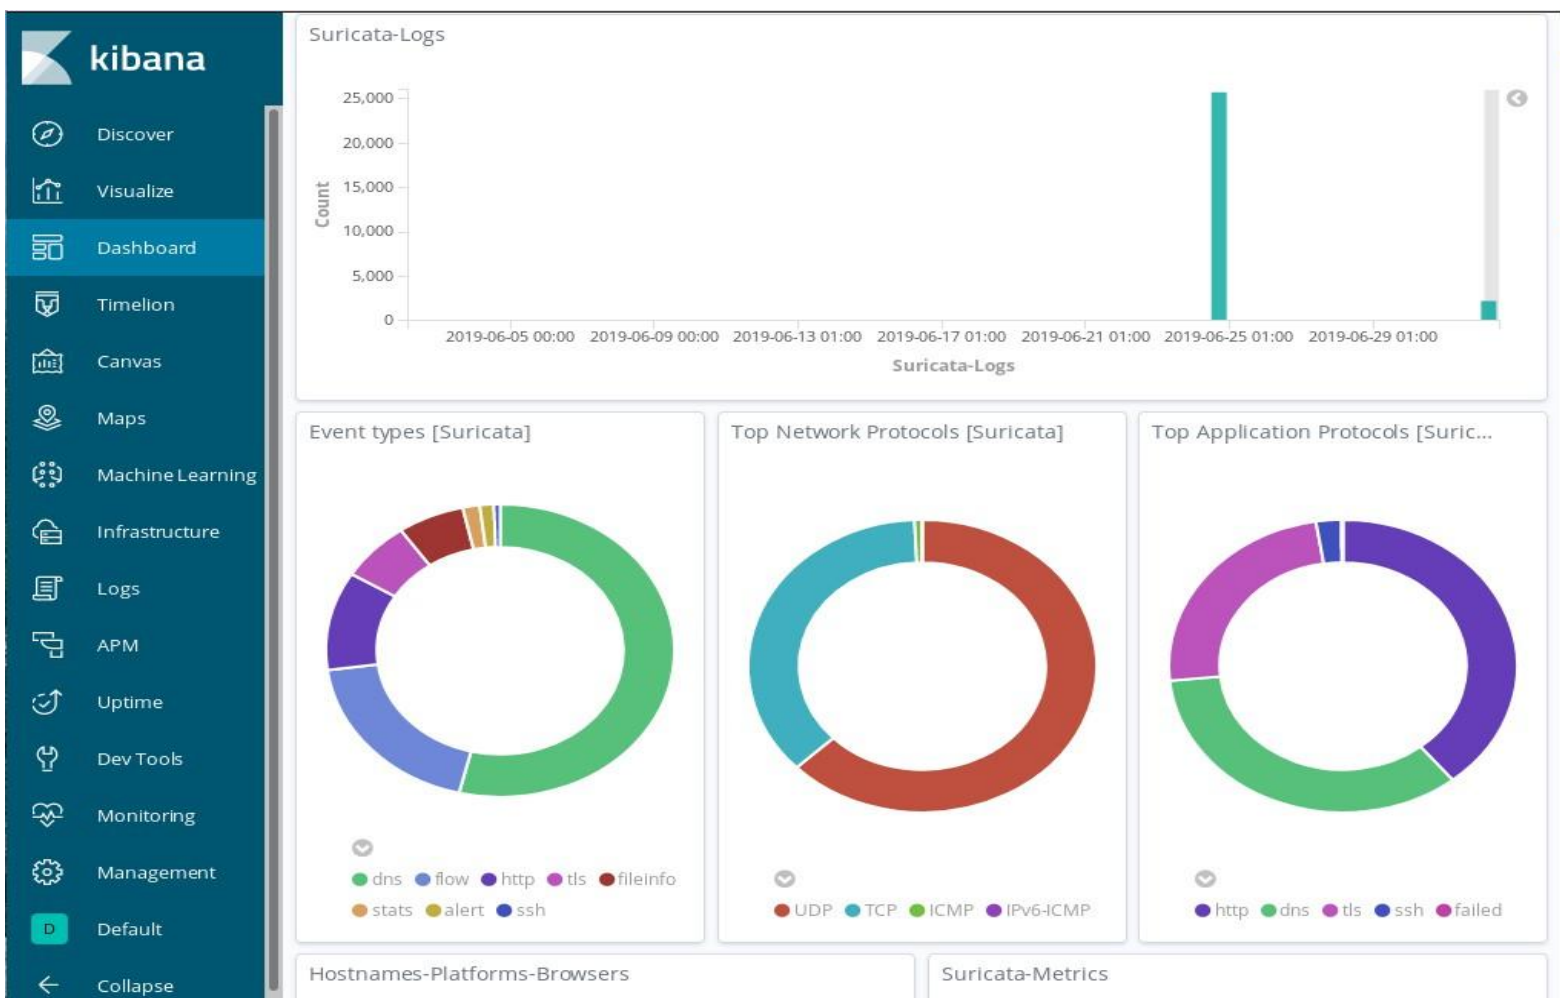 kibana
Discover
Visualize
Dashboard
Timelion
Canvas
Maps
Machine Learning
Infrastructure
Logs
APM
Uptime
Dev Tools
Monitoring
Management
D Default
Collapse
Suricata-Logs
25,000
20,000
15,000
10,000
5,000
0
Count
2019-06-05 00:00 2019-06-09 00:00 2019-06-13 01:00 2019-06-17 01:00 2019-06-21 01:00 2019-06-25 01:00 2019-06-29 01:00
Suricata-Logs
Event types [Suricata]
dns flow http tls fileinfo
stats alert ssh
Top Network Protocols [Suricata]
UDP TCP ICMP IPv6-ICMP
Top Application Protocols [Suric...
http dns tls ssh failed
Hostnames-Platforms-Browsers
Suricata-Metrics